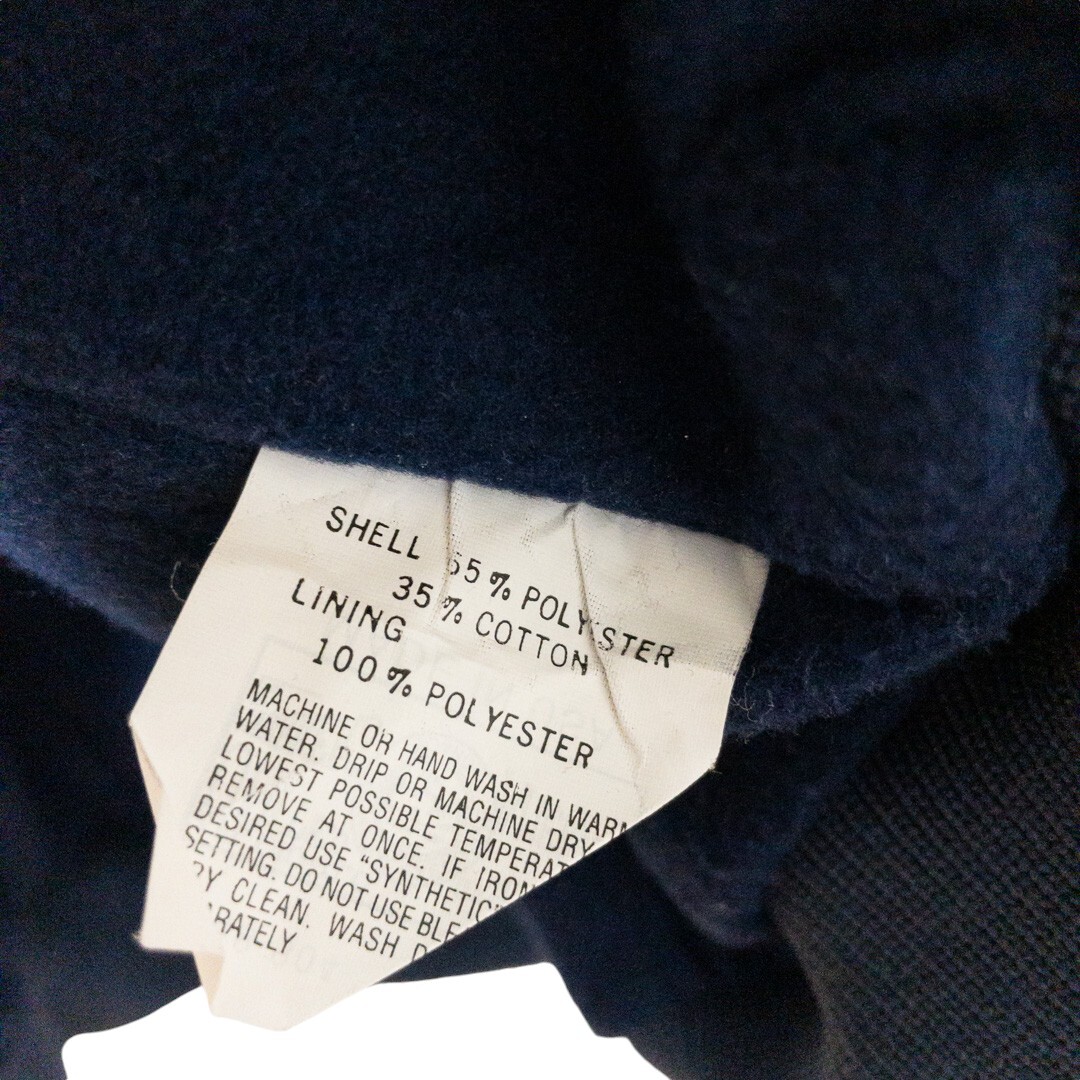 SHELL 65% POLYESTER
35% COTTON
LINING
100% POLYESTER
MACHINE OR HAND WASH IN WARM
WATER. DRIP OR MACHINE DRY
LOWEST POSSIBLE TEMPERAT
REMOVE AT ONCE. IF IRON
DESIRED USE "SYNTHETIC"
SETTING. DO NOT USE BLE
RY CLEAN. WASH D
ARATELY